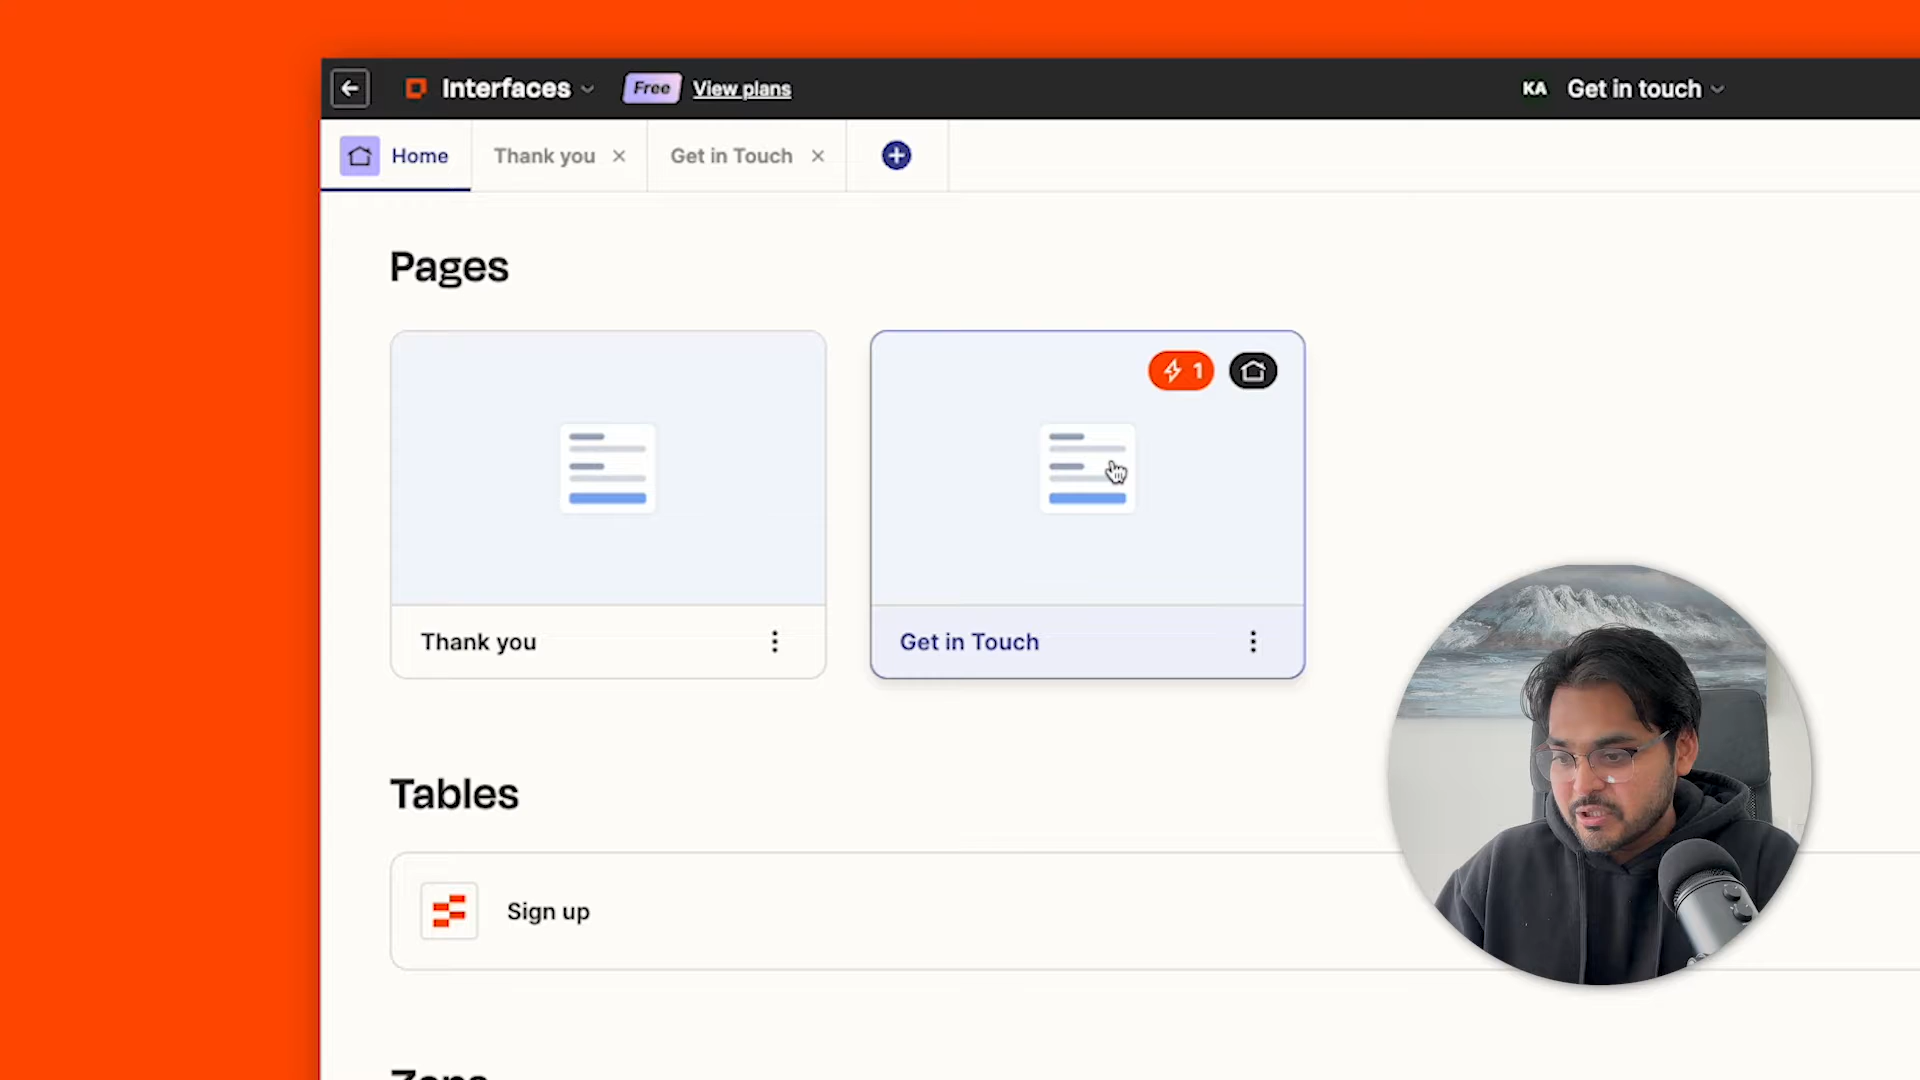 Interfaces
Free
View plans
KA
Get in touch
Home
Thank you
Get in Touch
Pages
1
Thank you
Get in Touch
Tables
Sign up